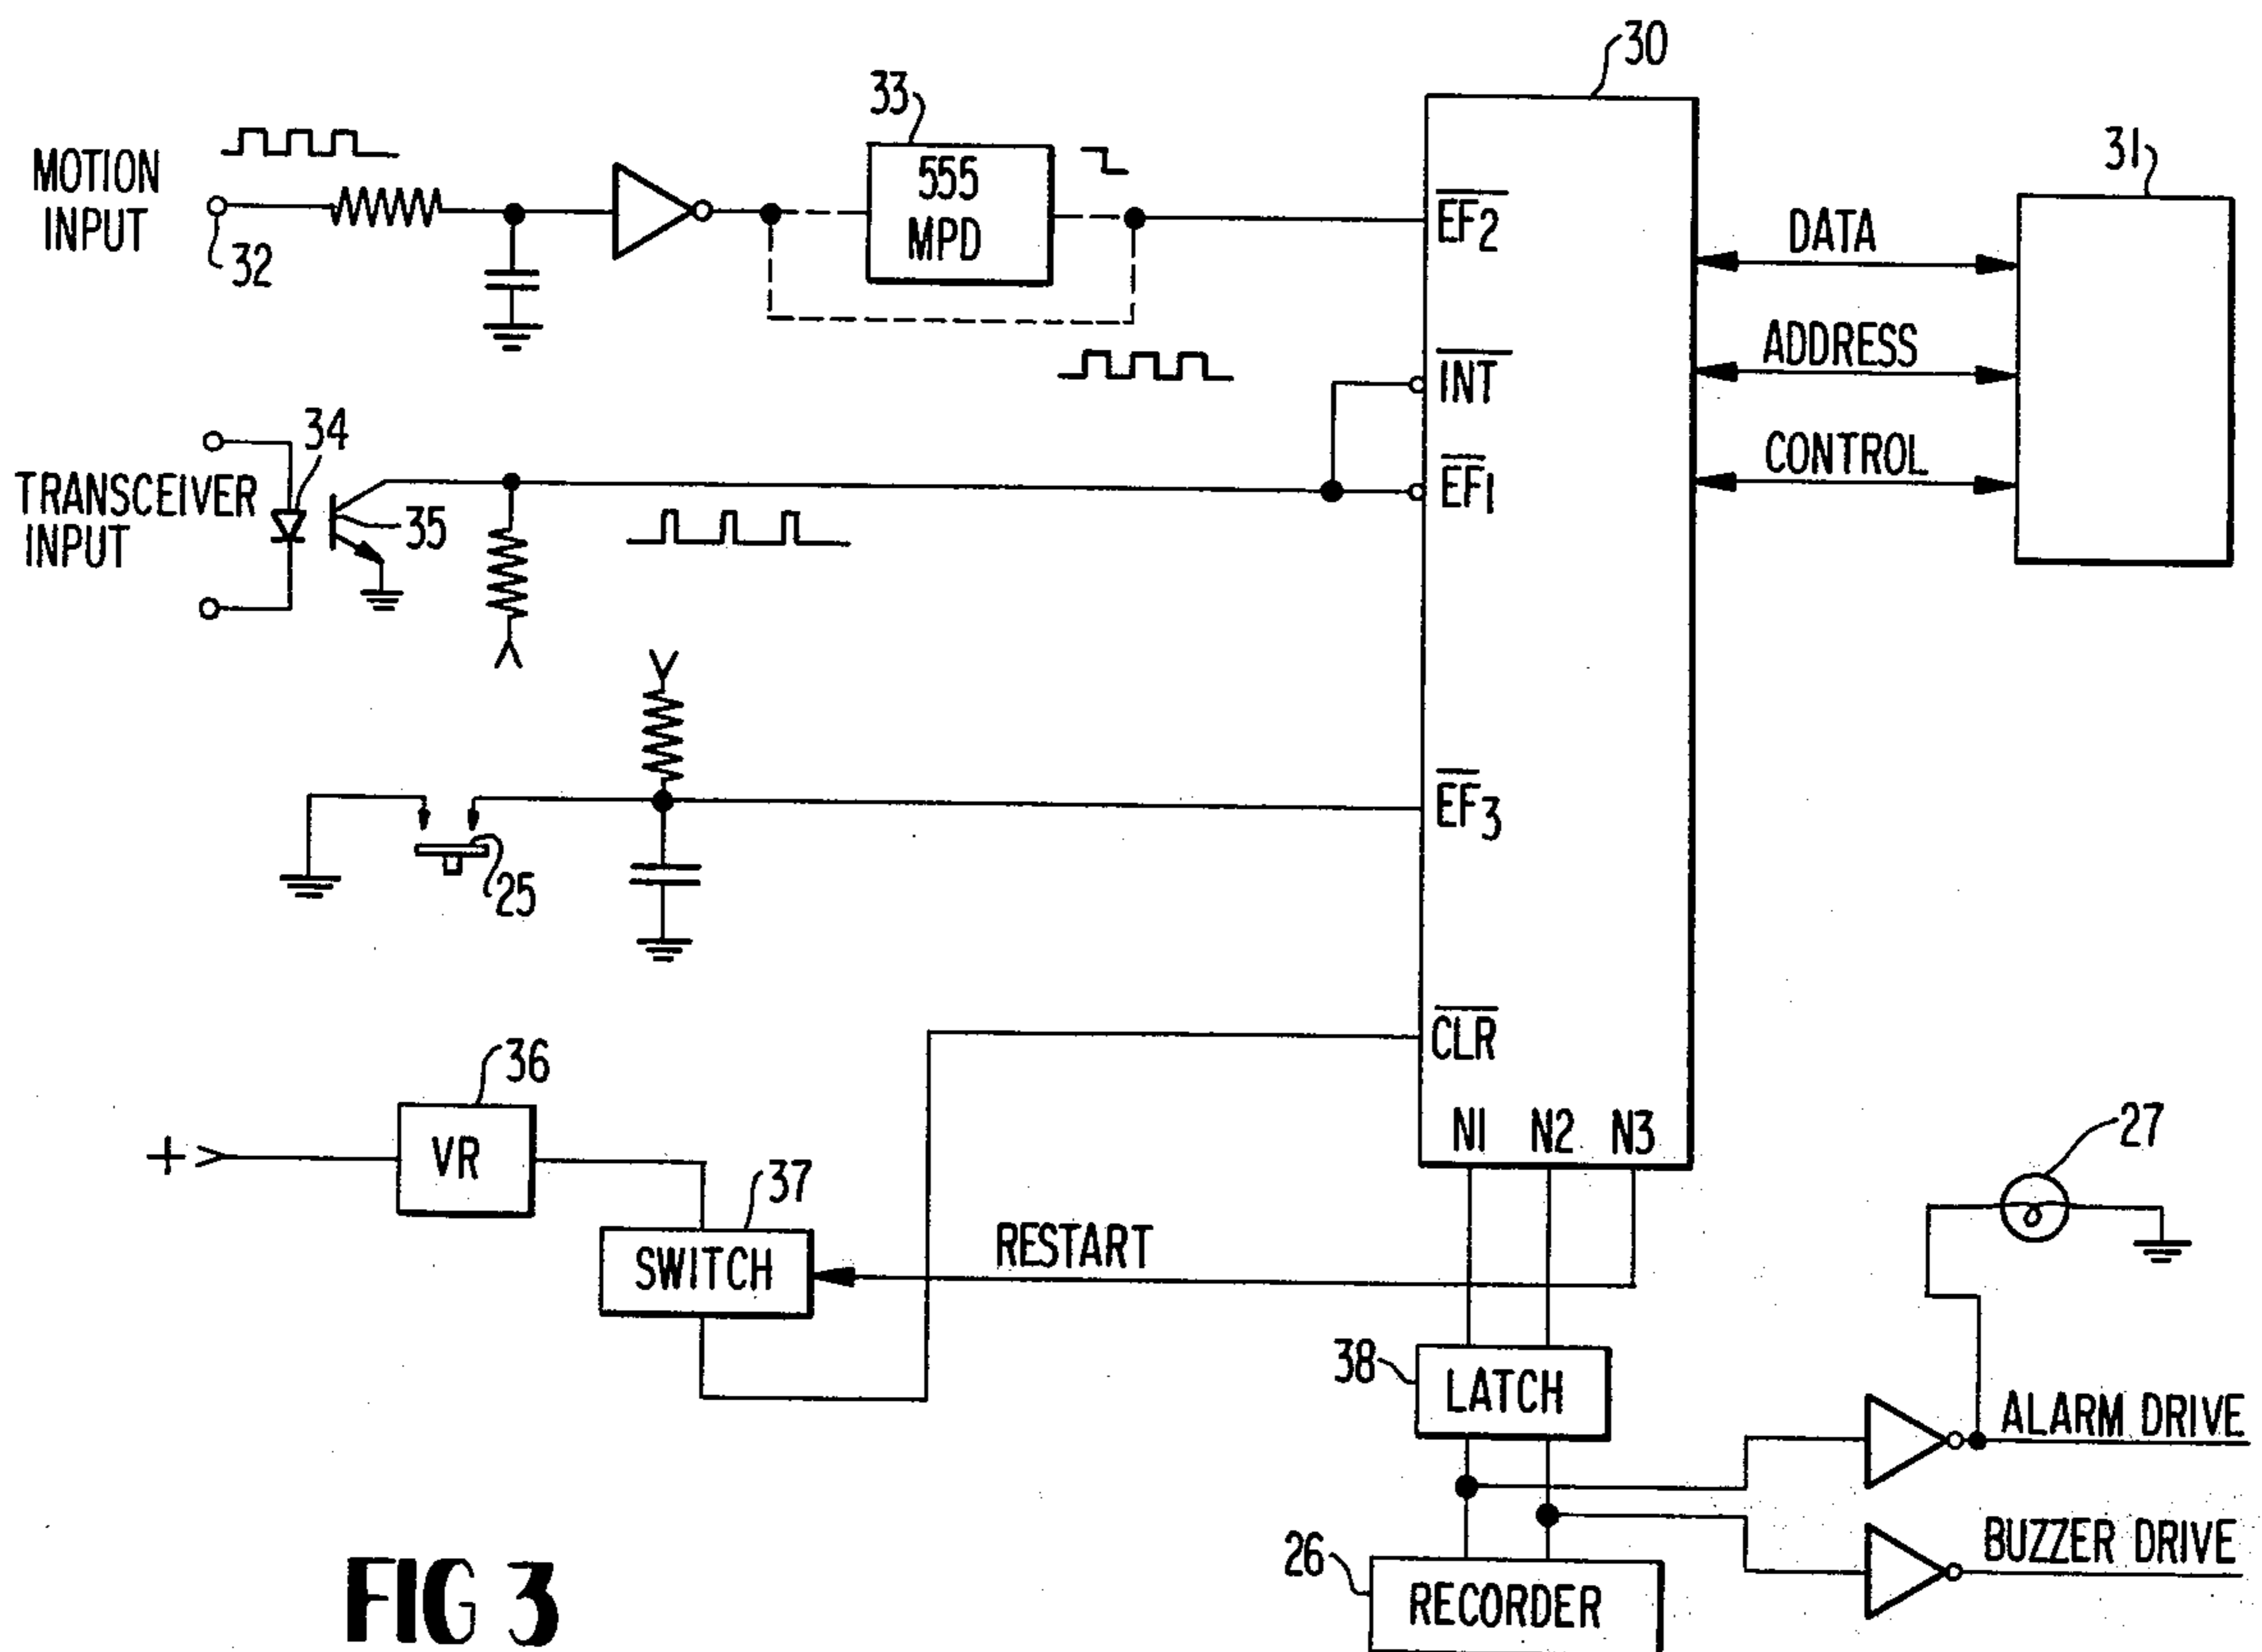 30
33
31
MOTION
INPUT
32
555
MPD
EF2
DATA
INT
ADDRESS
34
EF1
CONTROL
TRANSCEIVER
INPUT
35
EF3
25
CLR
36
VR
N1 N2 N3
27
+
37
SWITCH
RESTART
38
LATCH
ALARM DRIVE
26
RECORDER
BUZZER DRIVE
FIG 3